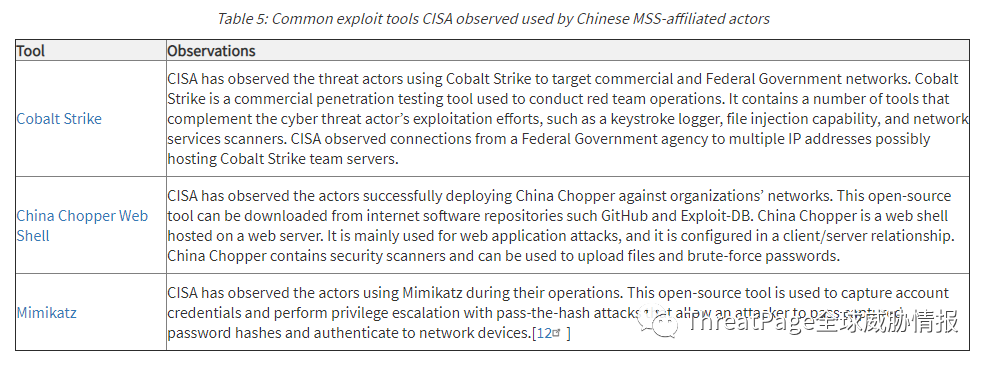 Table 5: Common exploit tools CISA observed used by Chinese MSS-affiliated actors
Tool
Observations
Cobalt Strike
CISA has observed the threat actors using Cobalt Strike to target commercial and Federal Government networks. Cobalt
Strike is a commercial penetration testing tool used to conduct red team operations. It contains a number of tools that
complement the cyber threat actor's exploitation efforts, such as a keystroke logger, file injection capability, and network
services scanners. CISA observed connections from a Federal Government agency to multiple IP addresses possibly
hosting Cobalt Strike team servers.
China Chopper Web
Shell
CISA has observed the actors successfully deploying China Chopper against organizations' networks. This open-source
tool can be downloaded from internet software repositories such GitHub and Exploit-DB. China Chopper is a web shell
hosted on a web server. It is mainly used for web application attacks, and it is configured in a client/server relationship.
China Chopper contains security scanners and can be used to upload files and brute-force passwords.
Mimikatz
CISA has observed the actors using Mimikatz during their operations. This open-source tool is used to capture account
credentials and perform privilege escalation with pass-the-hash attacks allow an attacker to pass
password hashes and authenticate to network devices.[12 ]
ThreatPage全球威胁情报